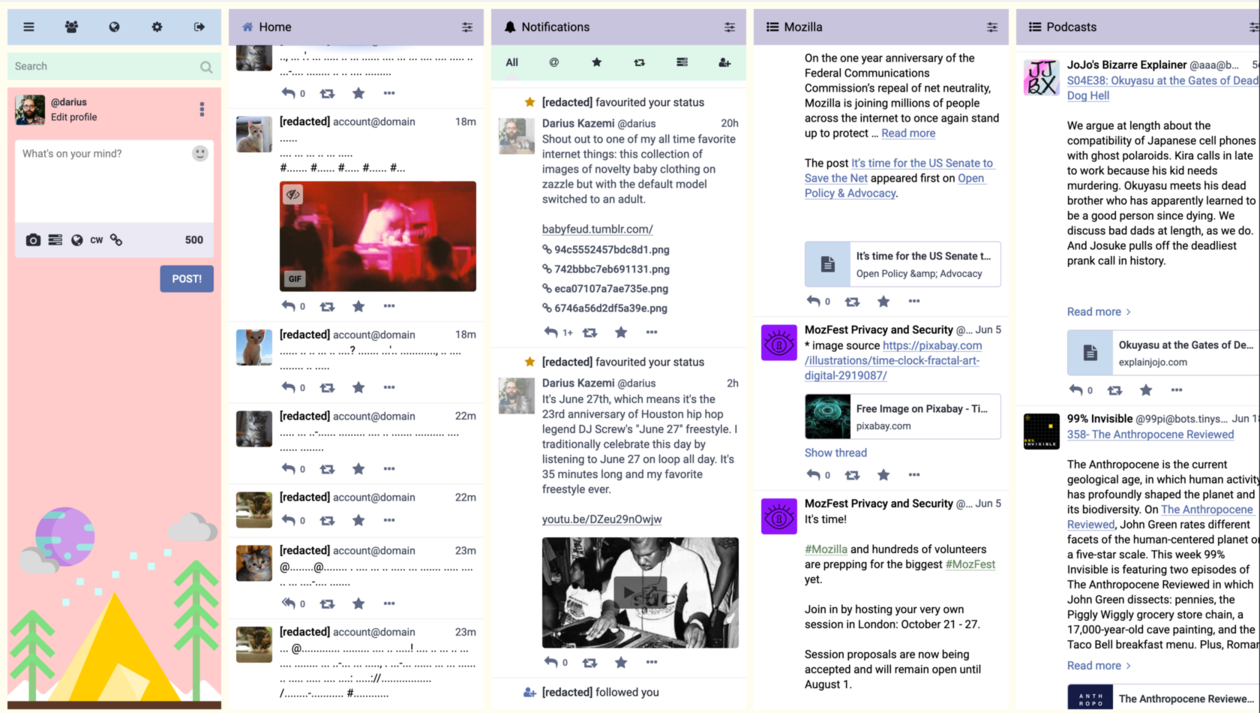 Search
@darius
Edit profile
What's on your mind?
CW
500
POST!
Home
[redacted] account@domain 18m
GIF
0
[redacted] account@domain 18m
0
[redacted] account@domain 22m
0
[redacted] account@domain 22m
0
[redacted] account@domain 23m
0
[redacted] account@domain 23m
Notifications
All @
[redacted] favourited your status
Darius Kazemi @darius 20h
Shout out to one of my all time favorite
internet things: this collection of
images of novelty baby clothing on
zazzle but with the default model
switched to an adult.
babyfeud.tumblr.com/
94c5552457bdc8d1.png
742bbbc7eb691131.png
eca07107a7ae735e.png
6746a56d2df5a39e.png
1+
[redacted] favourited your status
Darius Kazemi @darius 2h
It's June 27th, which means it's the
23rd anniversary of Houston hip hop
legend DJ Screw's "June 27" freestyle. I
traditionally celebrate this day by
listening to June 27 on loop all day. It's
35 minutes long and my favorite
freestyle ever.
youtu.be/DZeu29nOwjw
0
[redacted] followed you
Mozilla
On the one year anniversary of the
Federal Communications
Commission's repeal of net neutrality,
Mozilla is joining millions of people
across the internet to once again stand
up to protect … Read more
The post It's time for the US Senate to
Save the Net appeared first on Open
Policy & Advocacy.
It's time for the US Senate t…
Open Policy &amp; Advocacy
0
MozFest Privacy and Security @… Jun 5
* image source https://pixabay.com
/illustrations/time-clock-fractal-art-
digital-2919087/
Free Image on Pixabay - Ti…
pixabay.com
Show thread
0
MozFest Privacy and Security @… Jun 5
It's time!
#Mozilla and hundreds of volunteers
are prepping for the biggest #MozFest
yet.
Join in by hosting your very own
session in London: October 21 - 27.
Session proposals are now being
accepted and will remain open until
August 1.
Podcasts
JJ
BX
JoJo's Bizarre Explainer @aaa@b…
S04E38: Okuyasu at the Gates of Dead
Dog Hell
We argue at length about the
compatibility of Japanese cell phones
with ghost polaroids. Kira calls in late
to work because his kid needs
murdering. Okuyasu meets his dead
brother who has apparently learned to
be a good person since dying. We
discuss bad dads at length, as we do.
And Josuke pulls off the deadliest
prank call in history.
Read more
Okuyasu at the Gates of De…
explainjojo.com
0
99% Invisible @99pi@bots.tinys… Jun 1
358- The Anthropocene Reviewed
The Anthropocene is the current
geological age, in which human activity
has profoundly shaped the planet and
its biodiversity. On The Anthropocene
Reviewed, John Green rates different
facets of the human-centered planet o
a five-star scale. This week 99%
Invisible is featuring two episodes of
The Anthropocene Reviewed in which
John Green dissects: pennies, the
Piggly Wiggly grocery store chain, a
17,000-year-old cave painting, and the
Taco Bell breakfast menu. Plus, Roman
Read more
ANTH
ROPO
The Anthropocene Reviewe…